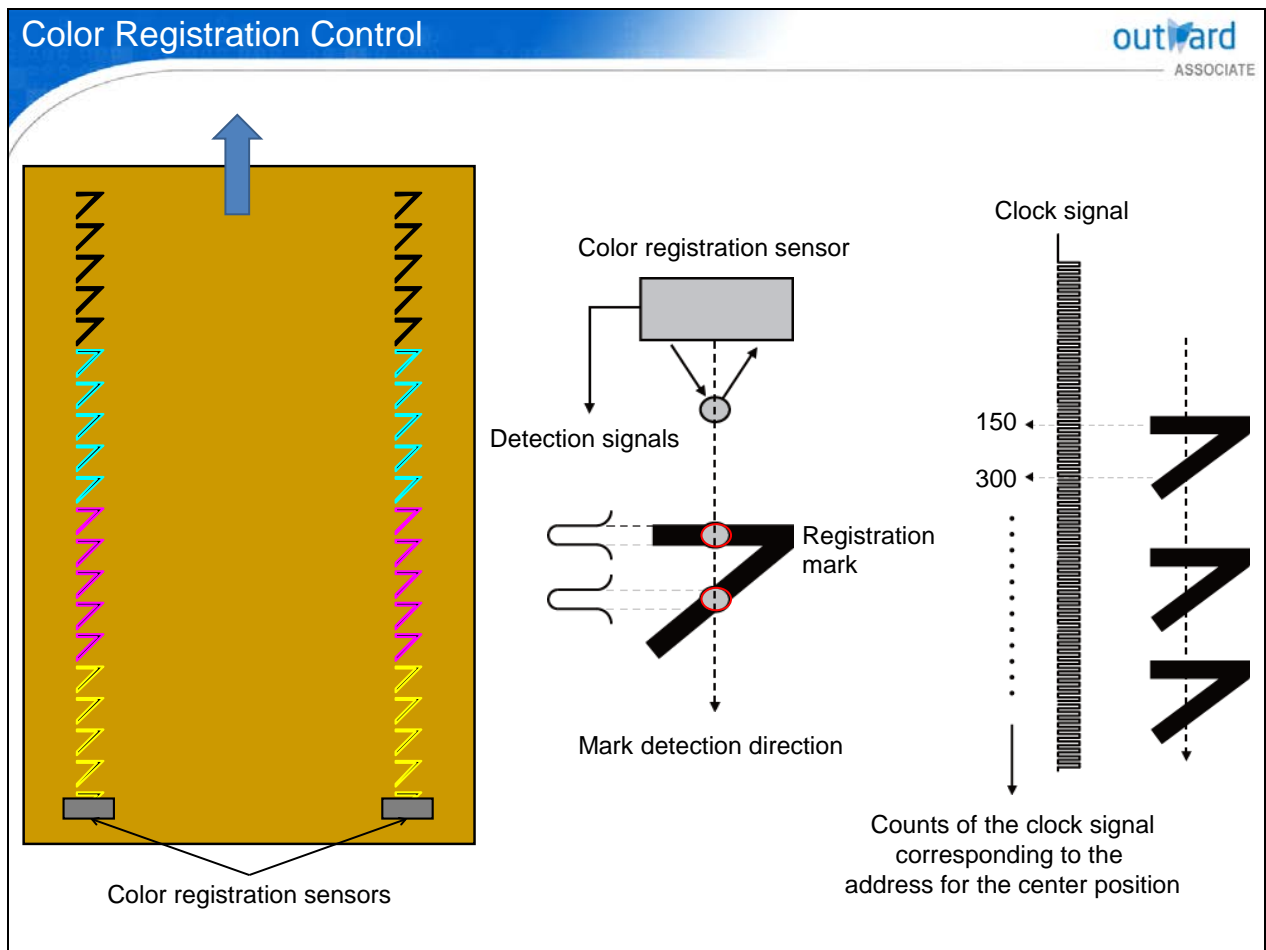 Color Registration Control
outward
ASSOCIATE
Clock signal
Color registration sensor
Detection signals
150
300
Registration
mark
Mark detection direction
Counts of the clock signal
corresponding to the
address for the center position
Color registration sensors